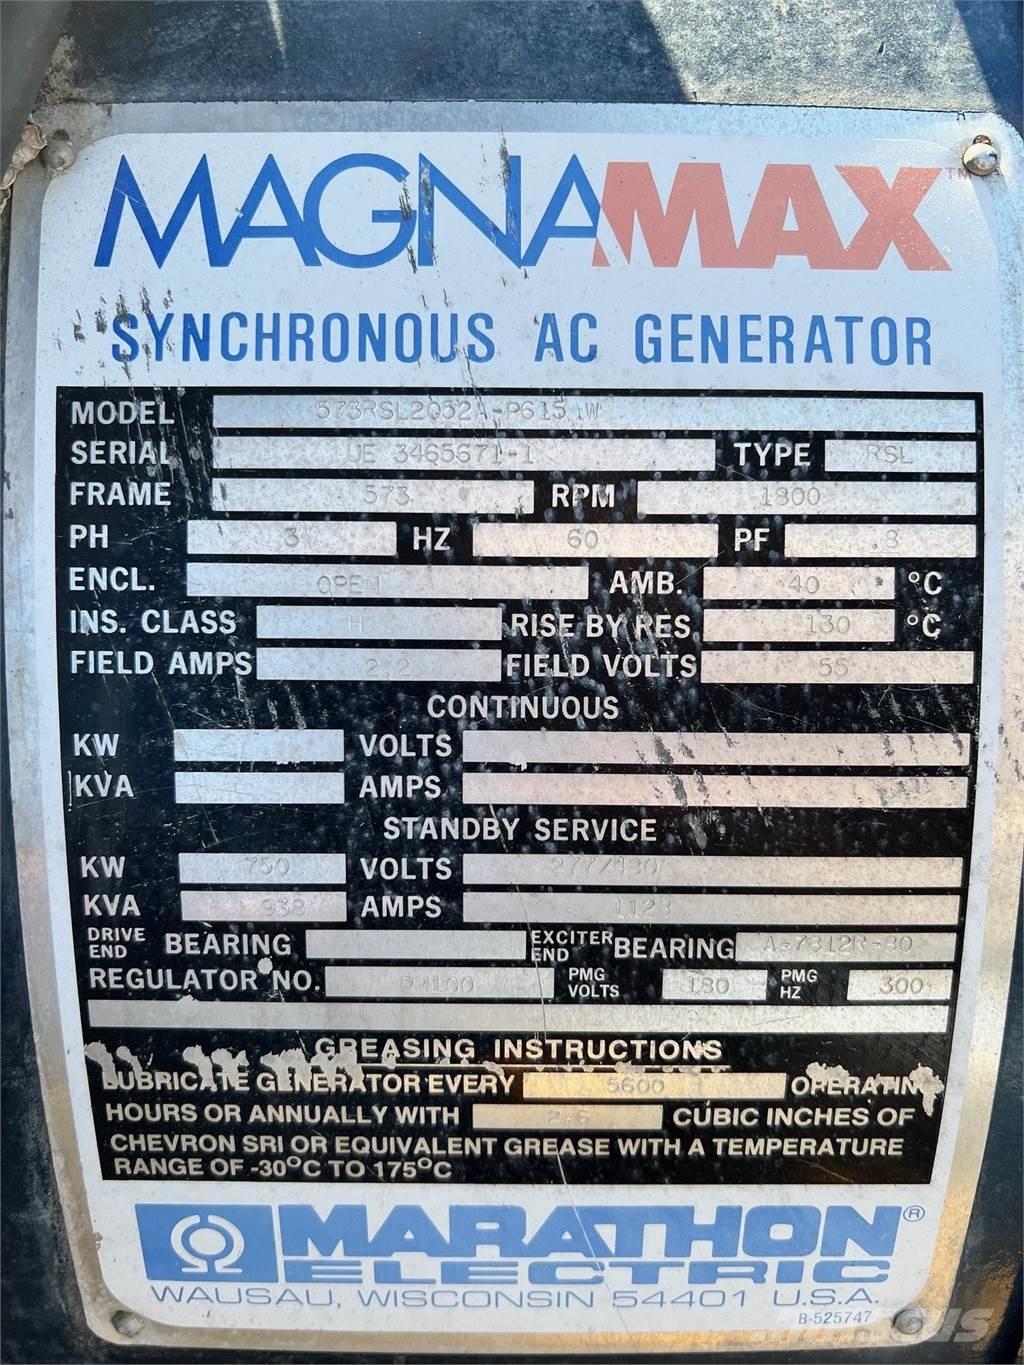 MAGNAMAX™
SYNCHRONOUS AC GENERATOR
MODEL 573RSL2052A-P615 W
SERIAL UE 3465671-1 TYPE RSL
FRAME 573 RPM 1800
PH 3 HZ 60 PF .8
ENCL. OPEN AMB. 40 °C
INS. CLASS H RISE BY RES 130 °C
FIELD AMPS 2.2 FIELD VOLTS 55
CONTINUOUS
KW VOLTS
KVA AMPS
STANDBY SERVICE
KW 750 VOLTS 277/480
KVA 938 AMPS 1128
DRIVE END BEARING EXCITER END BEARING A-7312R-80
REGULATOR NO. PM100 PMG VOLTS 180 PMG HZ 300
GREASING INSTRUCTIONS
LUBRICATE GENERATOR EVERY 5600 OPERATING
HOURS OR ANNUALLY WITH CUBIC INCHES OF
CHEVRON SRI OR EQUIVALENT GREASE WITH A TEMPERATURE
RANGE OF -30°C TO 175°C
MARATHON®
ELECTRIC
WAUSAU, WISCONSIN 54401 U.S.A.
B-525747